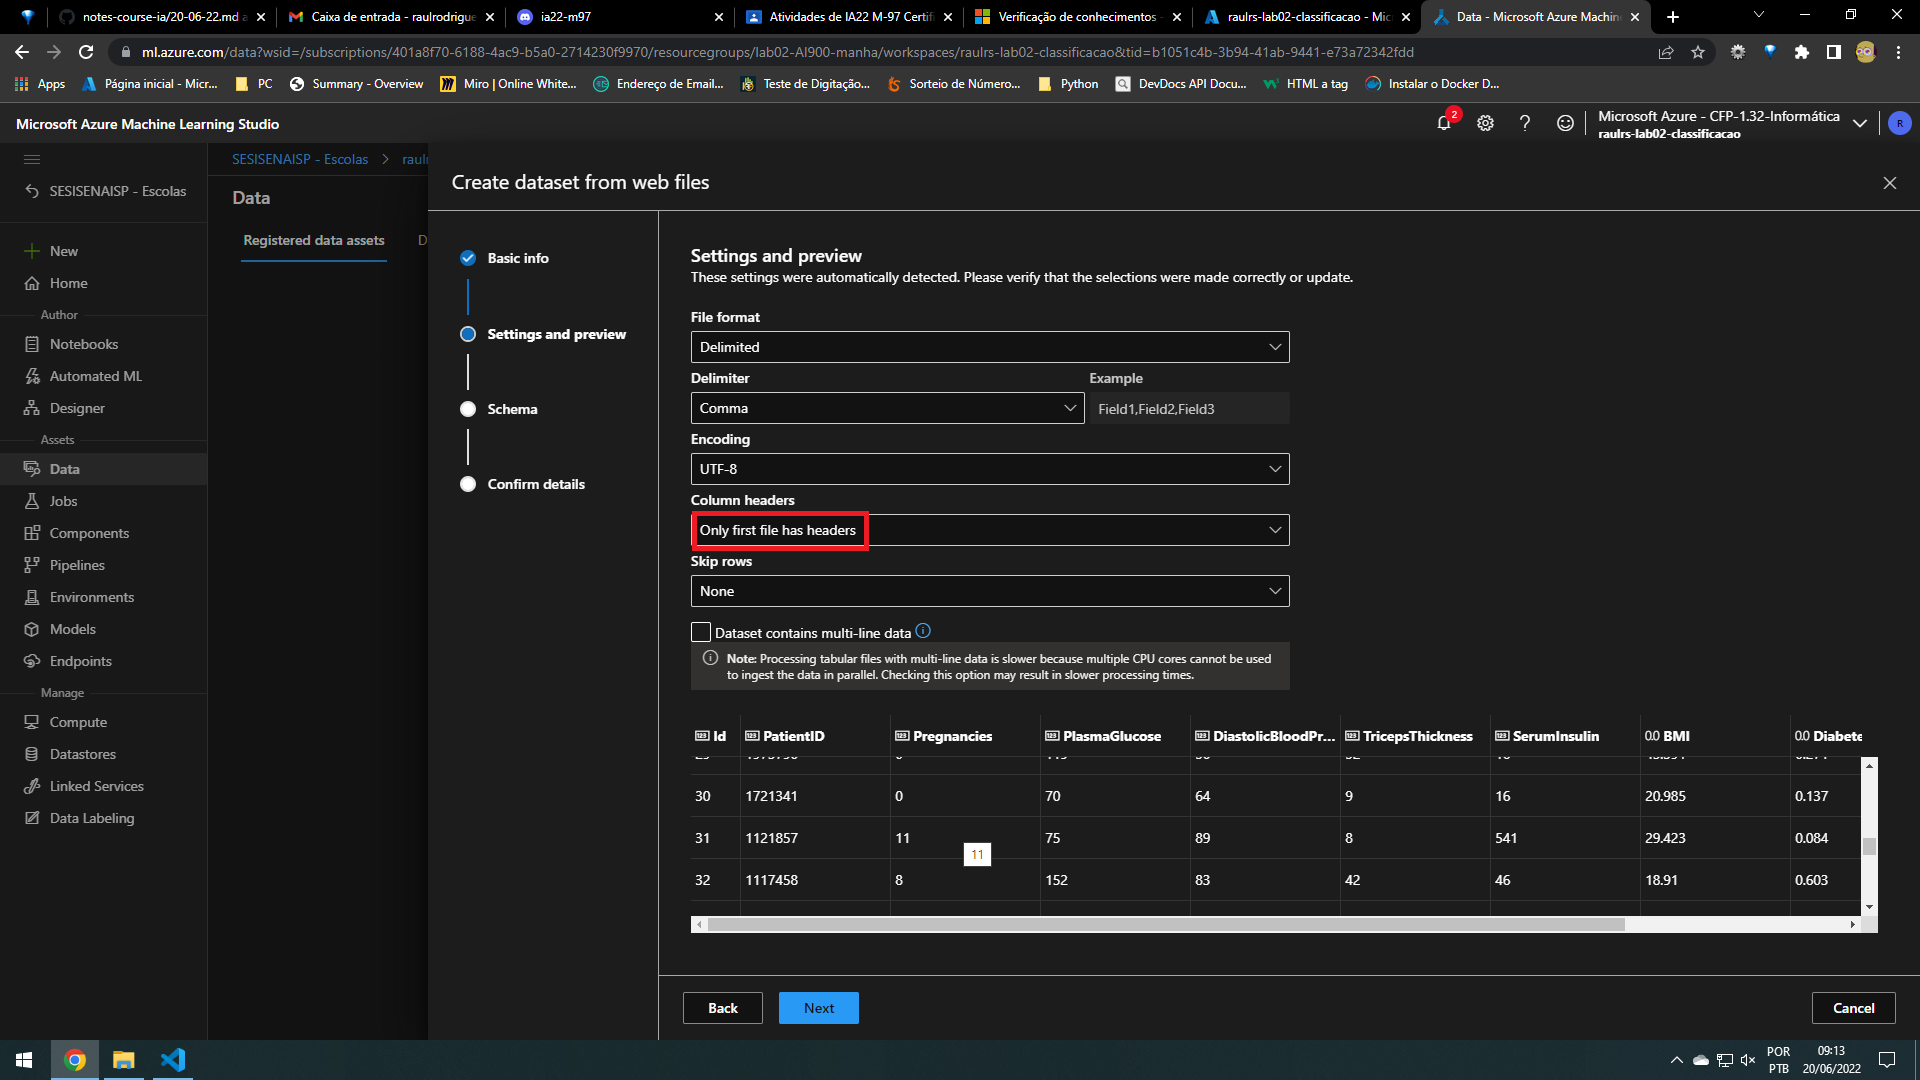 notes-course-ia/20-06-22.md a
Caixa de entrada - raulrodrigue
ia22-m97
Atividades de IA22 M-97 Certifi
Verificação de conhecimentos -
raulrs-lab02-classificacao - Mic
Data - Microsoft Azure Machin
ml.azure.com/data?wsid=/subscriptions/401a8f70-6188-4ac9-b5a0-2714230f9970/resourcegroups/lab02-AI900-manha/workspaces/raulrs-lab02-classificacao&tid=b1051c4b-3b94-41ab-9441-e73a72342fdd
Apps
Página inicial - Micr...
PC
Summary - Overview
Miro | Online White...
Endereço de Email...
Teste de Digitação...
Sorteio de Número...
Python
DevDocs API Docu...
HTML a tag
Instalar o Docker D...
Microsoft Azure Machine Learning Studio
2
Microsoft Azure - CFP-1.32-Informática
raulrs-lab02-classificacao
R
SESISENAISP - Escolas
New
Home
Author
Notebooks
Automated ML
Designer
Assets
Data
Jobs
Components
Pipelines
Environments
Models
Endpoints
Manage
Compute
Datastores
Linked Services
Data Labeling
SESISENAISP - Escolas > raulr
Data
Registered data assets D
Create dataset from web files
Basic info
Settings and preview
Schema
Confirm details
Settings and preview
These settings were automatically detected. Please verify that the selections were made correctly or update.
File format
Delimited
Delimiter Example
Comma Field1,Field2,Field3
Encoding
UTF-8
Column headers
Only first file has headers
Skip rows
None
Dataset contains multi-line data
Note: Processing tabular files with multi-line data is slower because multiple CPU cores cannot be used
to ingest the data in parallel. Checking this option may result in slower processing times.
Id PatientID Pregnancies PlasmaGlucose DiastolicBloodPr... TricepsThickness SerumInsulin 0.0 BMI 0.0 Diabete
30 1721341 0 70 64 9 16 20.985 0.137
31 1121857 11 75 89 8 541 29.423 0.084
11
32 1117458 8 152 83 42 46 18.91 0.603
Back Next Cancel
POR
PTB
09:13
20/06/2022